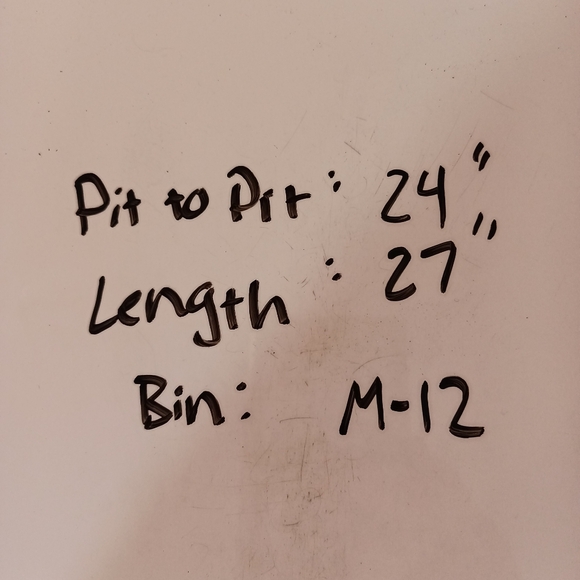 Pit to Pit: 24"
Length: 27"
Bin: M-12